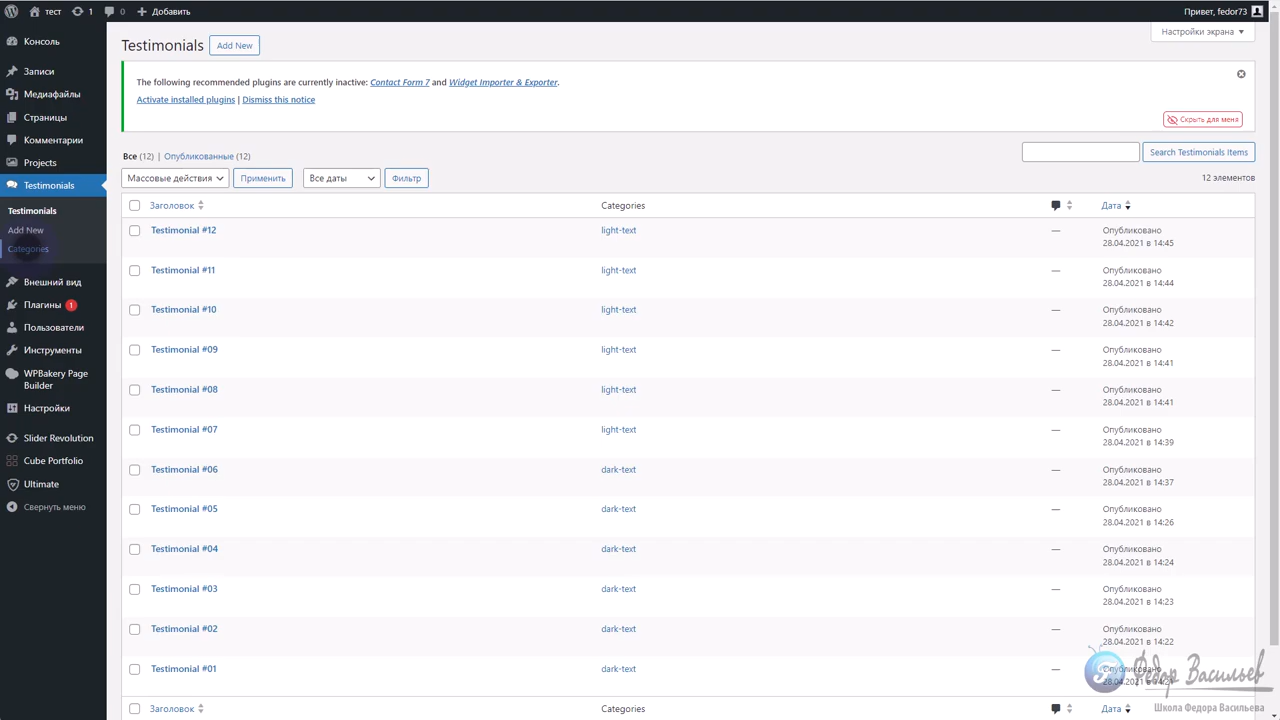 тест 1 0 Добавить Привет, fedor73
Настройки экрана
Консоль
Записи
Медиафайлы
Страницы
Комментарии
Projects
Testimonials
Testimonials
Add New
Categories
Внешний вид
Плагины 1
Пользователи
Инструменты
WPBakery Page
Builder
Настройки
Slider Revolution
Cube Portfolio
Ultimate
Свернуть меню
Testimonials Add New
The following recommended plugins are currently inactive: Contact Form 7 and Widget Importer & Exporter.
Activate installed plugins | Dismiss this notice
Скрыть для меня
Все (12) | Опубликованные (12)
Search Testimonials Items
Массовые действия Применить Все даты Фильтр
12 элементов
Заголовок Categories Дата
Testimonial #12 light-text — Опубликовано
28.04.2021 в 14:45
Testimonial #11 light-text — Опубликовано
28.04.2021 в 14:44
Testimonial #10 light-text — Опубликовано
28.04.2021 в 14:42
Testimonial #09 light-text — Опубликовано
28.04.2021 в 14:41
Testimonial #08 light-text — Опубликовано
28.04.2021 в 14:41
Testimonial #07 light-text — Опубликовано
28.04.2021 в 14:39
Testimonial #06 dark-text — Опубликовано
28.04.2021 в 14:37
Testimonial #05 dark-text — Опубликовано
28.04.2021 в 14:26
Testimonial #04 dark-text — Опубликовано
28.04.2021 в 14:24
Testimonial #03 dark-text — Опубликовано
28.04.2021 в 14:23
Testimonial #02 dark-text — Опубликовано
28.04.2021 в 14:22
Testimonial #01 dark-text — Опубликовано
28.04.2021 в
Заголовок Categories Дата
Федор Васильев
Школа Федора Васильева